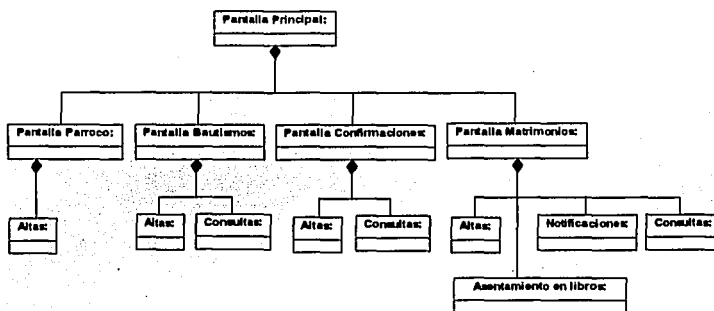 Pantalla Principal:
Pantalla Parroco:
Pantalla Bautismos:
Pantalla Confirmaciones:
Pantalla Matrimonios:
Altas:
Altas:
Consultas:
Altas:
Consultas:
Altas:
Notificaciones:
Consultas:
Asentamiento en libros: